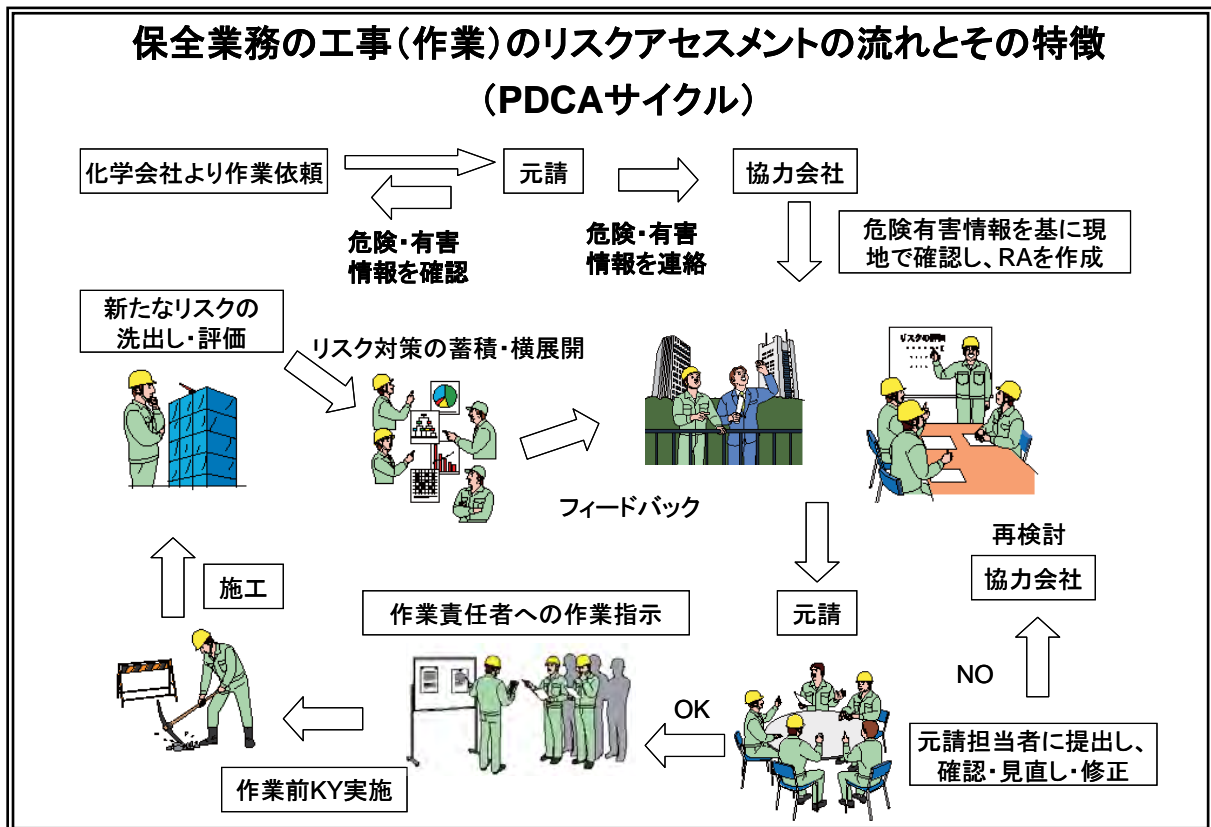 保全業務の工事(作業)のリスクアセスメントの流れとその特徴
(PDCAサイクル)
化学会社より作業依頼
元請
協力会社
危険・有害
情報を確認
危険・有害
情報を連絡
危険有害情報を基に現
地で確認し、RAを作成
新たなリスクの
洗出し・評価
リスク対策の蓄積・横展開
リスクの評価
フィードバック
再検討
協力会社
施工
作業責任者への作業指示
元請
NO
OK
元請担当者に提出し、
確認・見直し・修正
作業前KY実施